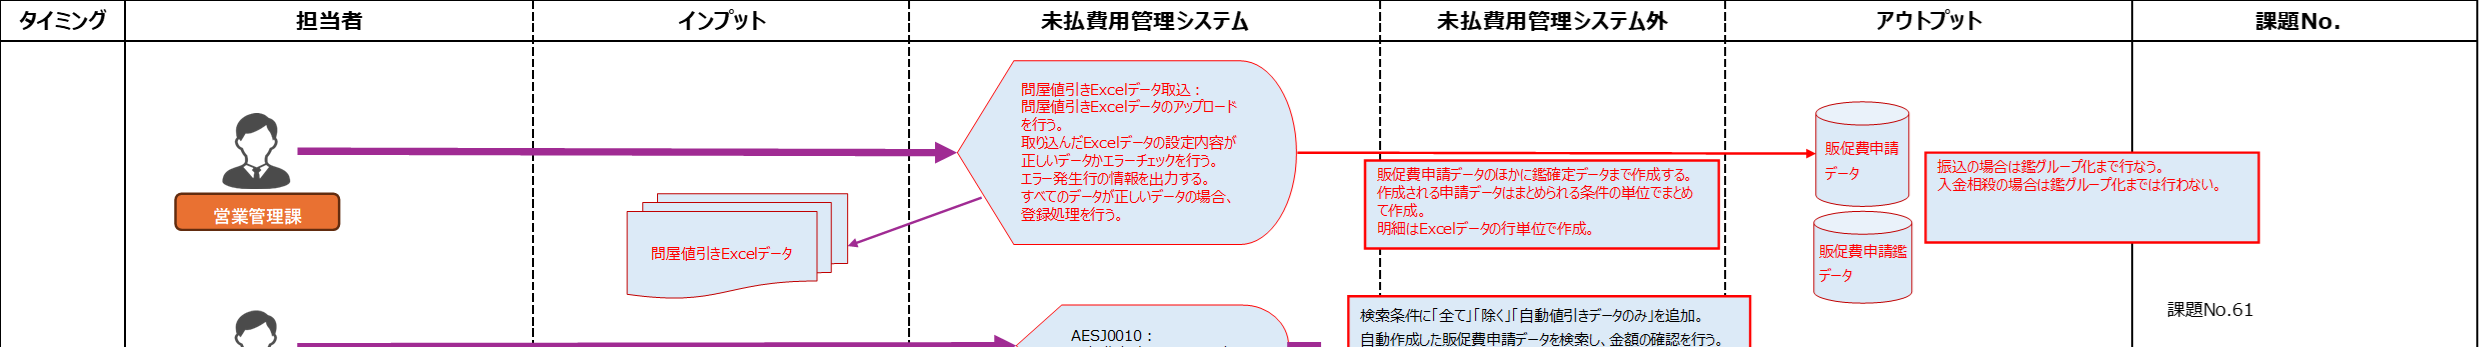 タイミング
担当者
インプット
未払費用管理システム
未払費用管理システム外
アウトプット
課題No.
営業管理課
問屋値引きExcelデータ
問屋値引きExcelデータ取込：
問屋値引きExcelデータのアップロード
を行う。
取り込んだExcelデータの設定内容が
正しいデータかエラーチェックを行う。
エラー発生行の情報を出力する。
すべてのデータが正しいデータの場合、
登録処理を行う。
販促費申請データのほかに鑑確定データまで作成する。
作成される申請データはまとめられる条件の単位でまとめ
て作成。
明細はExcelデータの行単位で作成。
販促費申請
データ
販促費申請鑑
データ
振込の場合は鑑グループ化まで行なう。
入金相殺の場合は鑑グループ化までは行わない。
課題No.61
AESJ0010：
検索条件に「全て」「除く」「自動値引きデータのみ」を追加。
自動作成した販促費申請データを検索し、金額の確認を行う。